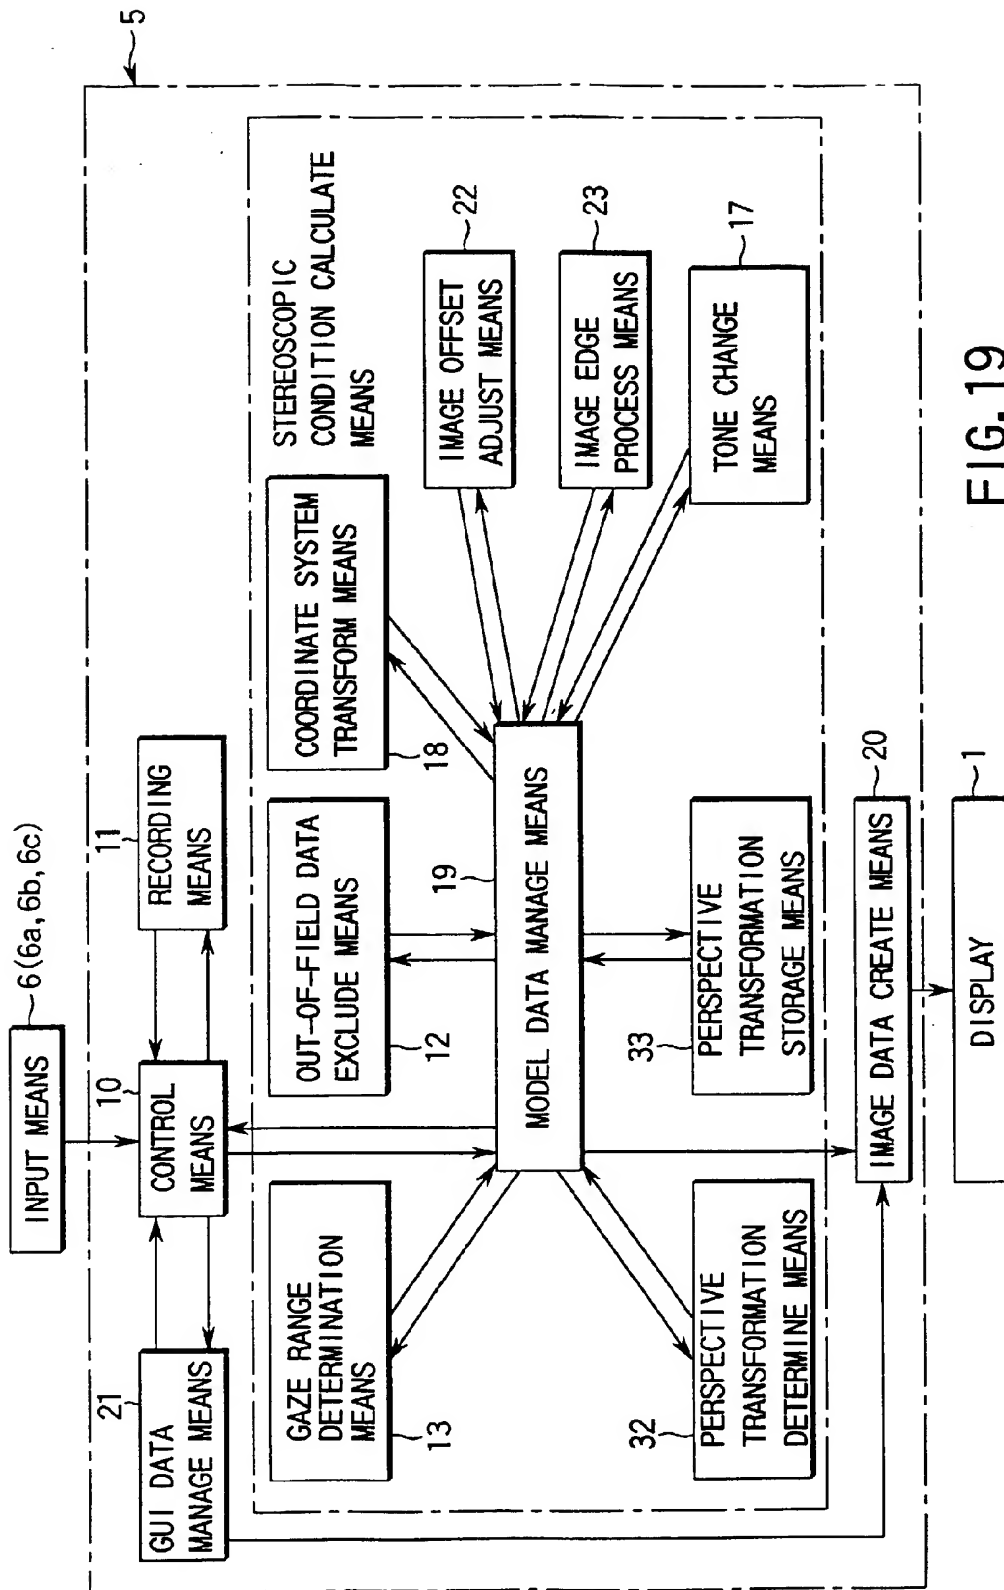 5
6(6a, 6b, 6c)
INPUT MEANS
21
GUI DATA
MANAGE MEANS
10
CONTROL
MEANS
11
RECORDING
MEANS
GAZE RANGE
DETERMINATION
MEANS
13
OUT-OF-FIELD DATA
EXCLUDE MEANS
12
COORDINATE SYSTEM
TRANSFORM MEANS
18
STEREOSCOPIC
CONDITION CALCULATE
MEANS
19
MODEL DATA MANAGE MEANS
IMAGE OFFSET
ADJUST MEANS
22
IMAGE EDGE
PROCESS MEANS
23
TONE CHANGE
MEANS
17
32
PERSPECTIVE
TRANSFORMATION
DETERMINE MEANS
33
PERSPECTIVE
TRANSFORMATION
STORAGE MEANS
IMAGE DATA CREATE MEANS
20
DISPLAY
1
FIG. 19